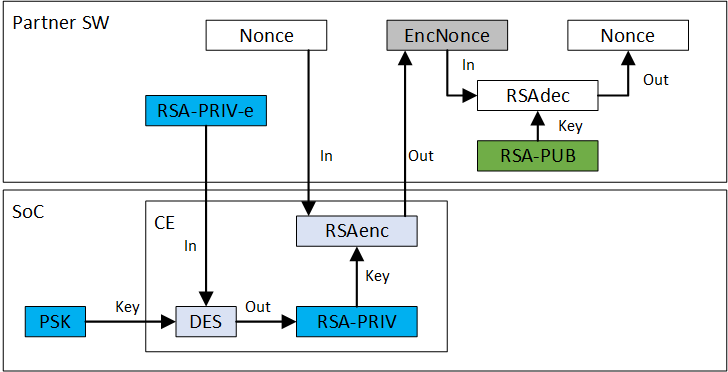 Partner SW
Nonce
EncNonce
Nonce
In
Out
RSAdec
RSA-PRIV-e
Key
RSA-PUB
In
Out
SoC
CE
RSAenc
In
Key
PSK
Key
DES
Out
RSA-PRIV